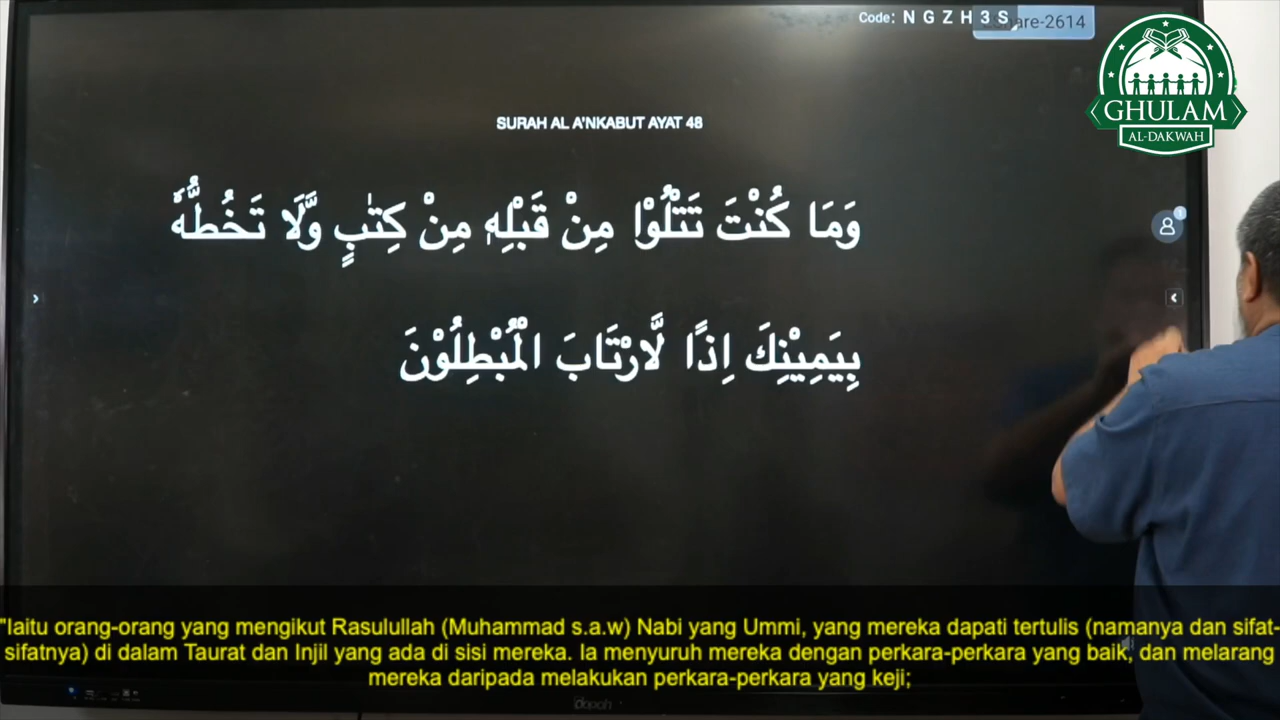 Code: N G Z H 3 S
are-2614
GHULAM
AL-DAKWAH
SURAH AL A'NKABUT AYAT 48
وَمَا كُنْتَ تَتْلُوْا مِنْ قَبْلِهٖ مِنْ كِتٰبٍ وَّلَا تَخُطُّهٗ
بِيَمِيْنِكَ اِذًا لَّارْتَابَ الْمُبْطِلُوْنَ
1
"Iaitu orang-orang yang mengikut Rasulullah (Muhammad s.a.w) Nabi yang Ummi, yang mereka dapati tertulis (namanya dan sifat-
sifatnya) di dalam Taurat dan Injil yang ada di sisi mereka. Ia menyuruh mereka dengan perkara-perkara yang baik, dan melarang
mereka daripada melakukan perkara-perkara yang keji;